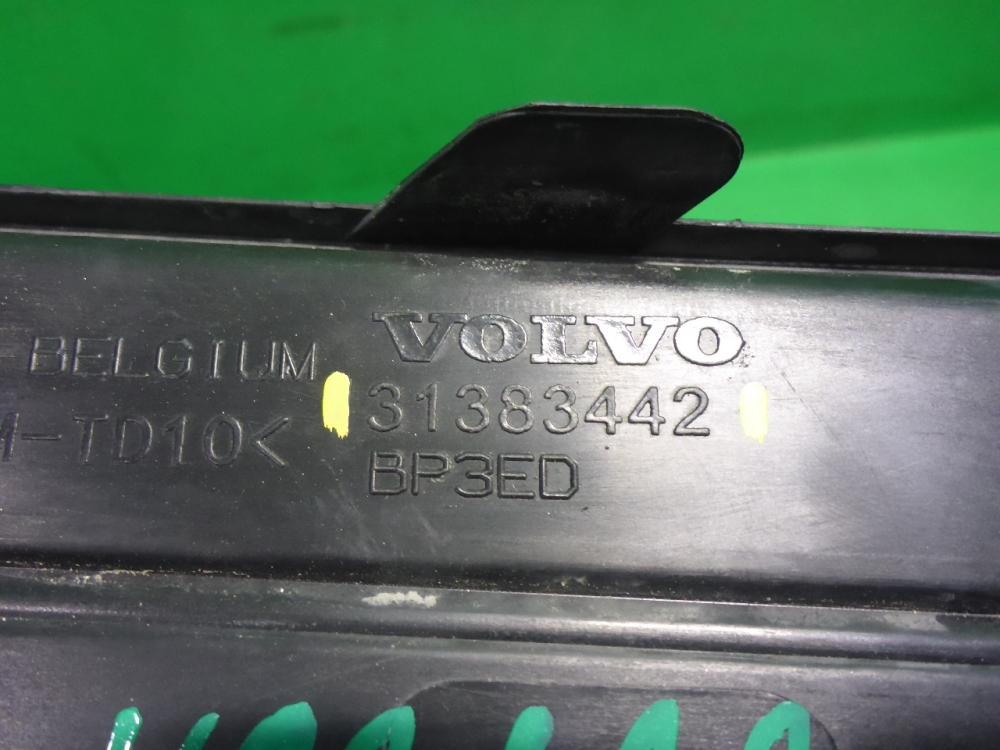 BELGIUM VOLVO
31383442
-TD10< BP3ED